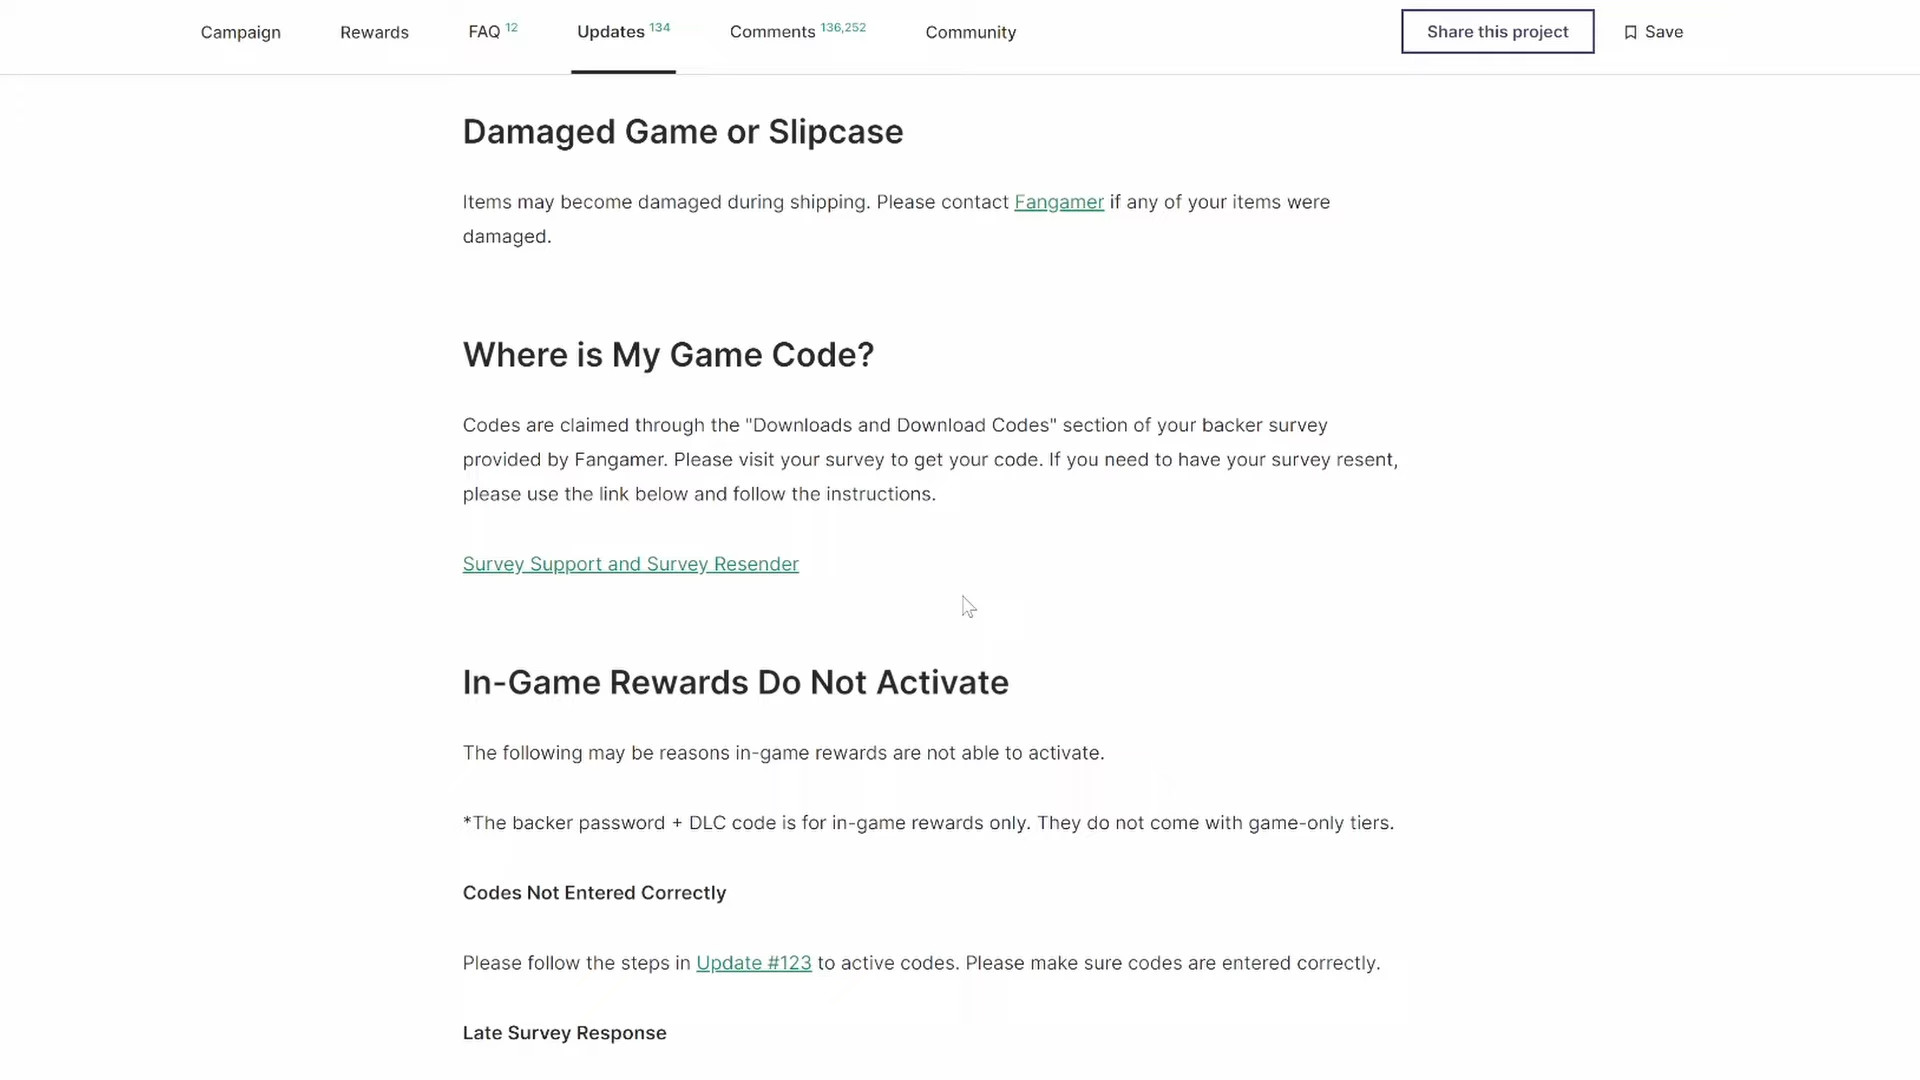 Campaign Rewards FAQ 12 Updates 134 Comments 136,252 Community Share this project Save
Damaged Game or Slipcase
Items may become damaged during shipping. Please contact Fangamer if any of your items were
damaged.
Where is My Game Code?
Codes are claimed through the "Downloads and Download Codes" section of your backer survey
provided by Fangamer. Please visit your survey to get your code. If you need to have your survey resent,
please use the link below and follow the instructions.
Survey Support and Survey Resender
In-Game Rewards Do Not Activate
The following may be reasons in-game rewards are not able to activate.
*The backer password + DLC code is for in-game rewards only. They do not come with game-only tiers.
Codes Not Entered Correctly
Please follow the steps in Update #123 to active codes. Please make sure codes are entered correctly.
Late Survey Response